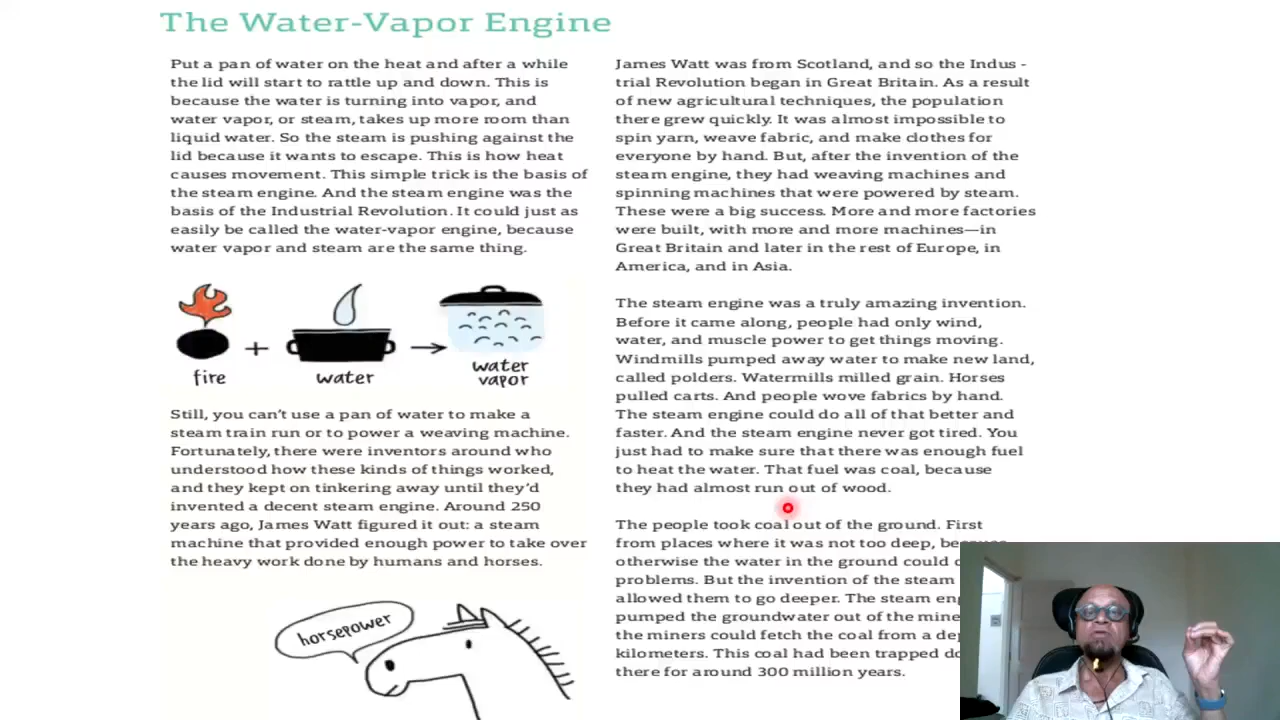 The Water-Vapor Engine
Put a pan of water on the heat and after a while
the lid will start to rattle up and down. This is
because the water is turning into vapor, and
water vapor, or steam, takes up more room than
liquid water. So the steam is pushing against the
lid because it wants to escape. This is how heat
causes movement. This simple trick is the basis of
the steam engine. And the steam engine was the
basis of the Industrial Revolution. It could just as
easily be called the water-vapor engine, because
water vapor and steam are the same thing.
fire
+
water
water
vapor
Still, you can't use a pan of water to make a
steam train run or to power a weaving machine.
Fortunately, there were inventors around who
understood how these kinds of things worked,
and they kept on tinkering away until they'd
invented a decent steam engine. Around 250
years ago, James Watt figured it out: a steam
machine that provided enough power to take over
the heavy work done by humans and horses.
horsepower
James Watt was from Scotland, and so the Indus -
trial Revolution began in Great Britain. As a result
of new agricultural techniques, the population
there grew quickly. It was almost impossible to
spin yarn, weave fabric, and make clothes for
everyone by hand. But, after the invention of the
steam engine, they had weaving machines and
spinning machines that were powered by steam.
These were a big success. More and more factories
were built, with more and more machines—in
Great Britain and later in the rest of Europe, in
America, and in Asia.
The steam engine was a truly amazing invention.
Before it came along, people had only wind,
water, and muscle power to get things moving.
Windmills pumped away water to make new land,
called polders. Watermills milled grain. Horses
pulled carts. And people wove fabrics by hand.
The steam engine could do all of that better and
faster. And the steam engine never got tired. You
just had to make sure that there was enough fuel
to heat the water. That fuel was coal, because
they had almost run out of wood.
The people took coal out of the ground. First
from places where it was not too deep,
otherwise the water in the ground could
problems. But the invention of the steam
allowed them to go deeper. The steam
pumped the groundwater out of the
the miners could fetch the coal from a
kilometers. This coal had been trapped
there for around 300 million years.